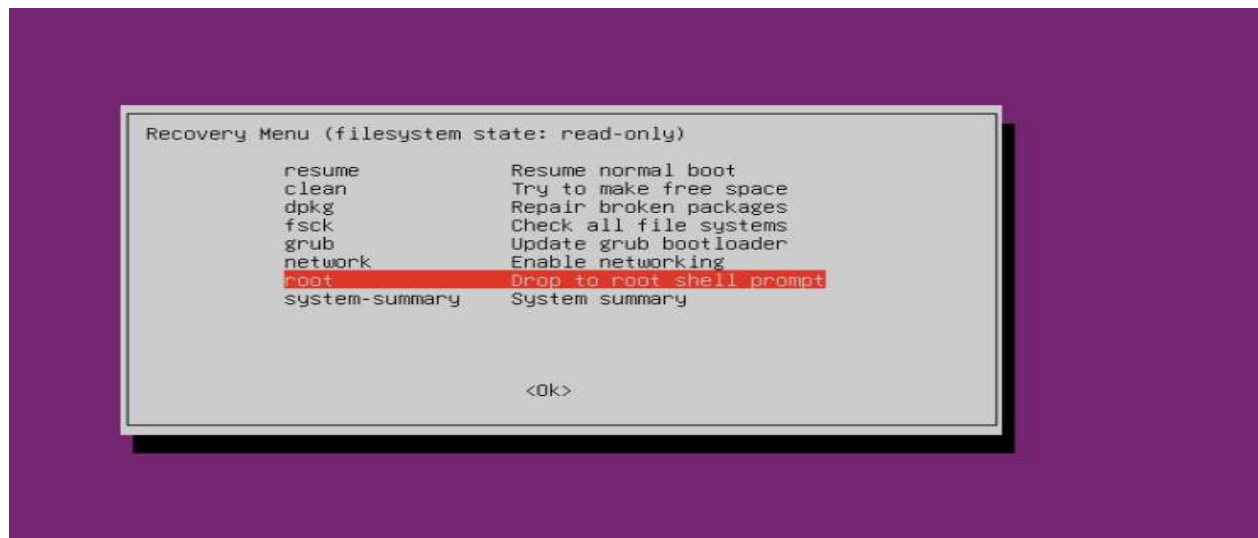 Recovery Menu (filesystem state: read-only)
resume Resume normal boot
clean Try to make free space
dpkg Repair broken packages
fsck Check all file systems
grub Update grub bootloader
network Enable networking
root Drop to root shell prompt
system-summary System summary
<Ok>